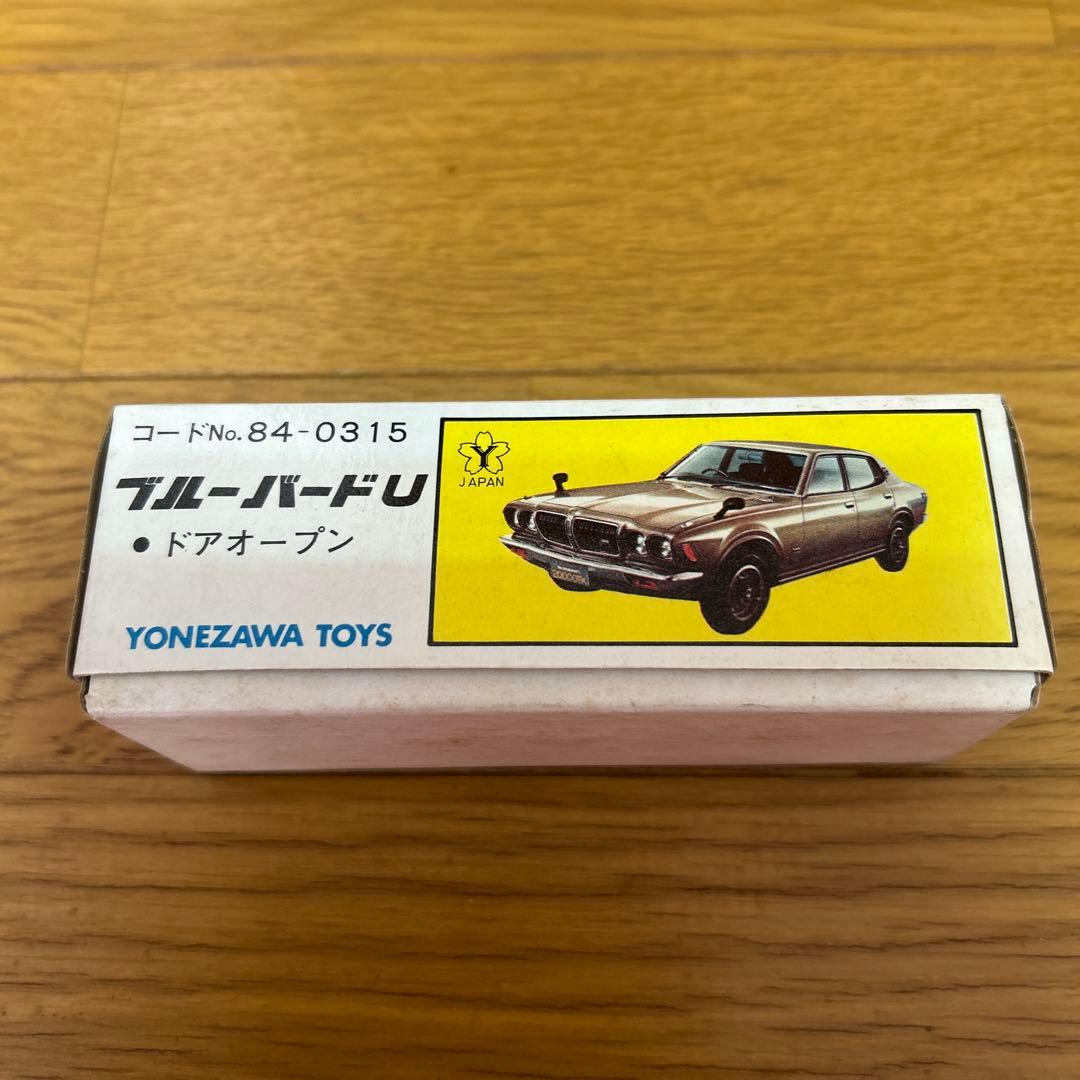 コードNo.84-0315
ブルーバードU
●ドアオープン
YONEZAWA TOYS
Y
JAPAN
2000GTX